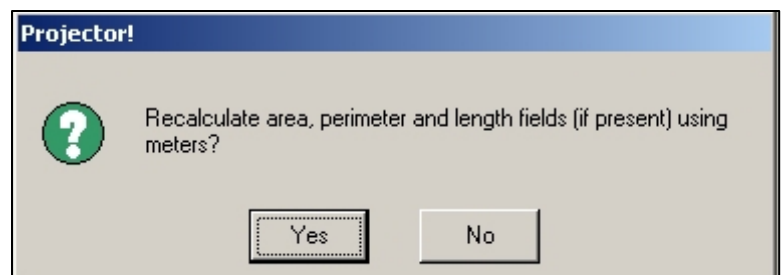 Projector!
Recalculate area, perimeter and length fields (if present) using
meters?
Yes
No